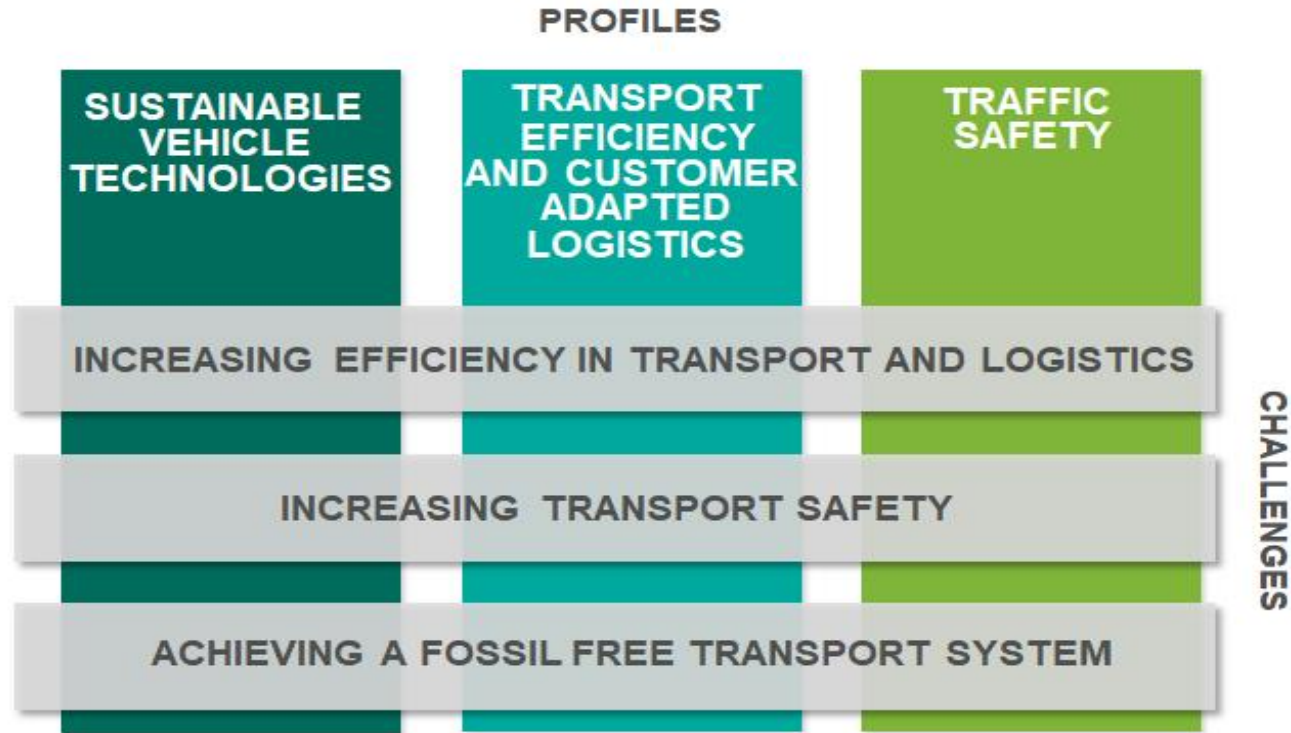 PROFILES
SUSTAINABLE
VEHICLE
TECHNOLOGIES
TRANSPORT
EFFICIENCY
AND CUSTOMER
ADAPTED
LOGISTICS
TRAFFIC
SAFETY
INCREASING EFFICIENCY IN TRANSPORT AND LOGISTICS
INCREASING TRANSPORT SAFETY
ACHIEVING A FOSSIL FREE TRANSPORT SYSTEM
CHALLENGES